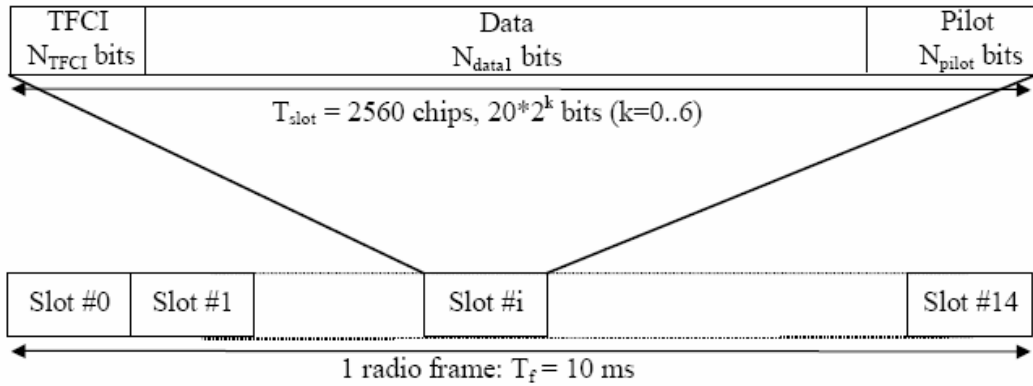 TFCI
N_TFCI bits
Data
N_data1 bits
Pilot
N_pilot bits
T_slot = 2560 chips, 20*2^k bits (k=0..6)
Slot #0
Slot #1
Slot #i
Slot #14
1 radio frame: T_f = 10 ms